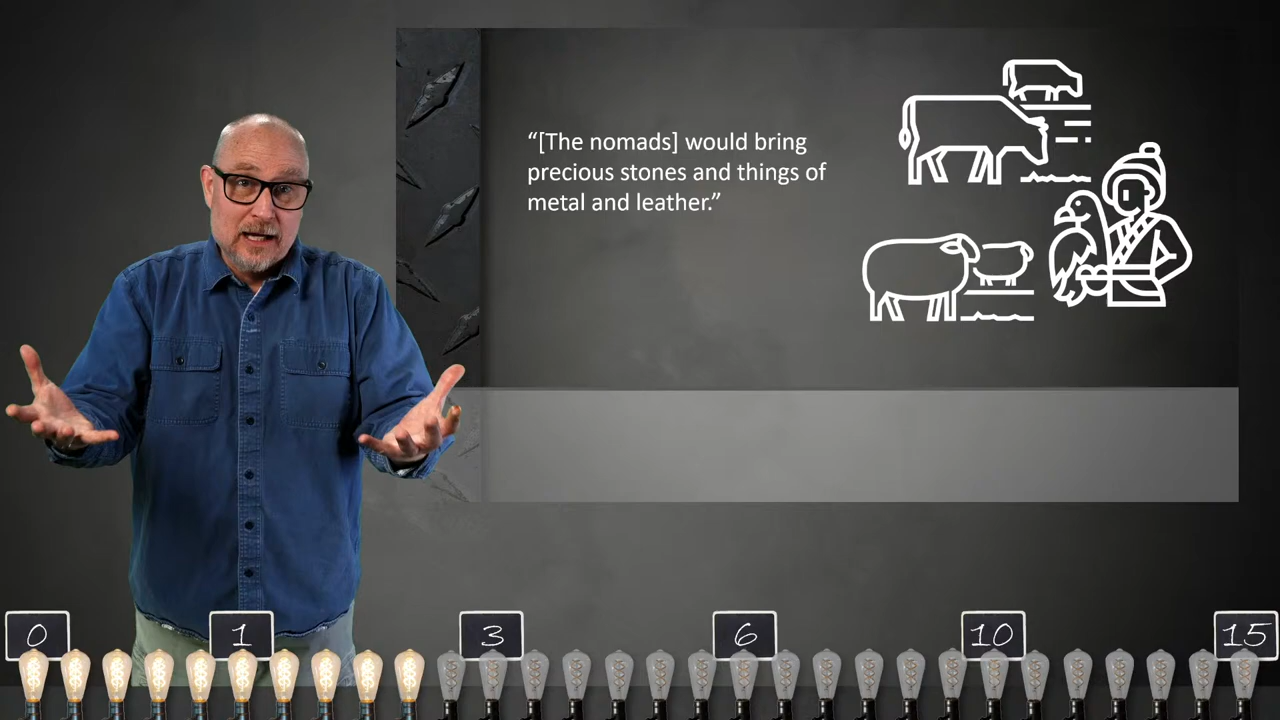 “[The nomads] would bring
precious stones and things of
metal and leather.”
0
1
3
6
10
15